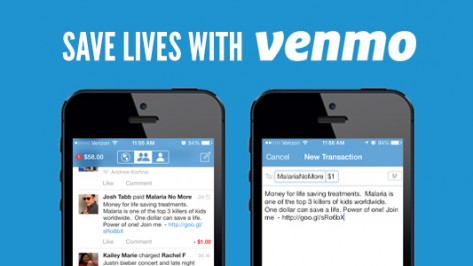 SAVE LIVES WITH venmo
Verizon 11:55 AM 84%
$58.00
Andrew Kortina
Like Comment
Josh Tabb paid Malaria No More
Money for life saving treatments.
Malaria is one of the top 3 killers of kids
worldwide. One dollar can save a life.
Power of one! Join me - http://goo.gl/
sRo6bX
Like Comment - $1.00
Kailey Marie charged Rachel F
Justin bieber concert and late night
Verizon 11:56 AM 84%
Cancel New Transaction
To: MalariaNoMore $1
Money for life saving treatments. Malaria is
one of the top 3 killers of kids worldwide.
One dollar can save a life. Power of one! Join
me - http://goo.gl/sRo6bX